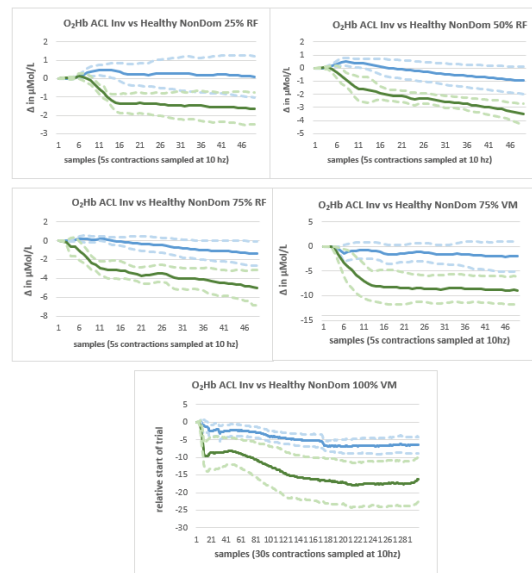 O₂Hb ACL Inv vs Healthy NonDom 25% RF
Δ in µMol/L
2
1
0
-1
-2
-3
-4
1 6 11 16 21 26 31 36 41 46
samples (5s contractions sampled at 10 hz)
O₂Hb ACL Inv vs Healthy NonDom 50% RF
Δ in µMol/L
2
1
0
-1
-2
-3
-4
-5
1 6 11 16 21 26 31 36 41 46
samples (5s contractions sampled at 10 hz)
O₂Hb ACL Inv vs Healthy NonDom 75% RF
Δ in µMol/L
2
0
-2
-4
-6
-8
1 6 11 16 21 26 31 36 41 46
samples (5s contractions sampled at 10 hz)
O₂Hb ACL Inv vs Healthy NonDom 75% VM
Δ in µMol/L
5
0
-5
-10
-15
1 6 11 16 21 26 31 36 41 46
samples (5s contractions sampled at 10hz)
O₂Hb ACL Inv vs Healthy NonDom 100% VM
relative start of trial
5
0
-5
-10
-15
-20
-25
-30
1 21 41 61 81 101 121 141 161 181 201 221 241 261 281
samples (30s contractions sampled at 10hz)